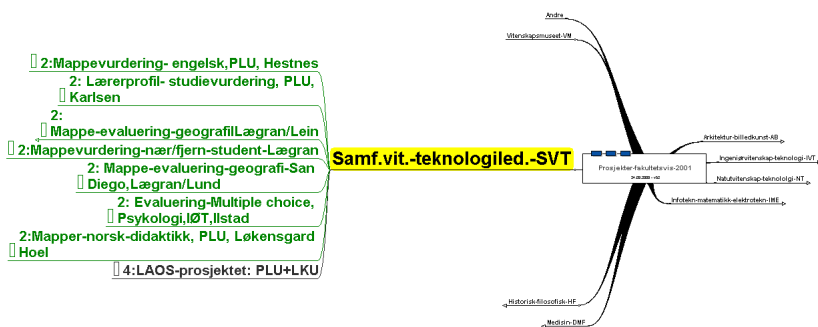 Andre
Vitenskapsmuseet-VM
2:Mappevurdering- engelsk,PLU, Hestnes
2: Lærerprofil- studievurdering, PLU,
Karlsen
2:
Mappe-evaluering-geografilLægran/Lein
2:Mappevurdering-nær/fjern-student-Lægran
2: Mappe-evaluering-geografi-San
Diego,Lægran/Lund
2: Evaluering-Multiple choice,
Psykologi,IØT,Ilstad
2:Mapper-norsk-didaktikk, PLU, Løkensgard
Hoel
4:LAOS-prosjektet: PLU+LKU
Samf.vit.-teknologiled.-SVT
Prosjekter-fakultetsvis-2001
Arkitektur-billedkunst-AB
Ingeniørvitenskap-teknologi-IVT
Natutvitenskap-teknololgi-NT
Infotekn-matematikk-elektrotekn-IME
Historisk-filosofisk-HF
Medisin-DMF